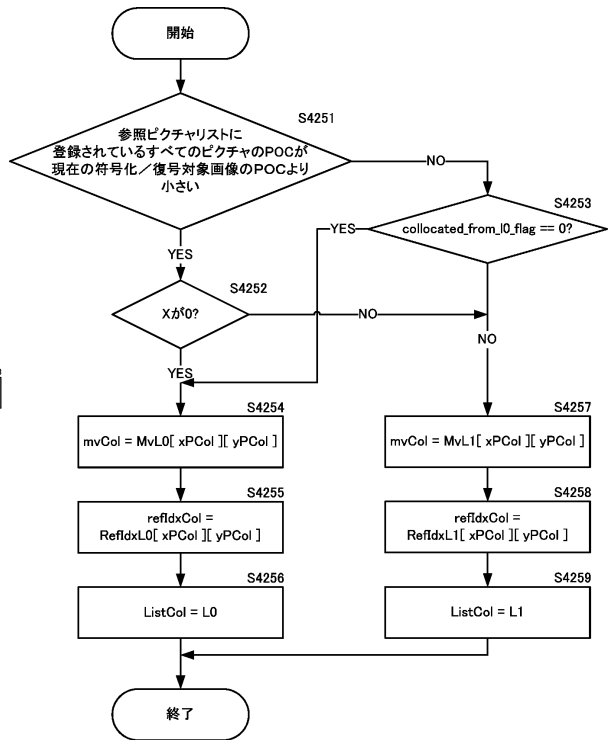 開始
S4251
参照ピクチャリストに
登録されているすべてのピクチャのPOCが
現在の符号化／復号対象画像のPOCより
小さい
NO
S4253
collocated_from_l0_flag == 0?
YES
YES
S4252
Xが0?
NO
NO
YES
S4254
mvCol = MvL0[ xPCol ][ yPCol ]
S4257
mvCol = MvL1[ xPCol ][ yPCol ]
S4255
refIdxCol =
RefIdxL0[ xPCol ][ yPCol ]
S4258
refIdxCol =
RefIdxL1[ xPCol ][ yPCol ]
S4256
ListCol = L0
S4259
ListCol = L1
終了